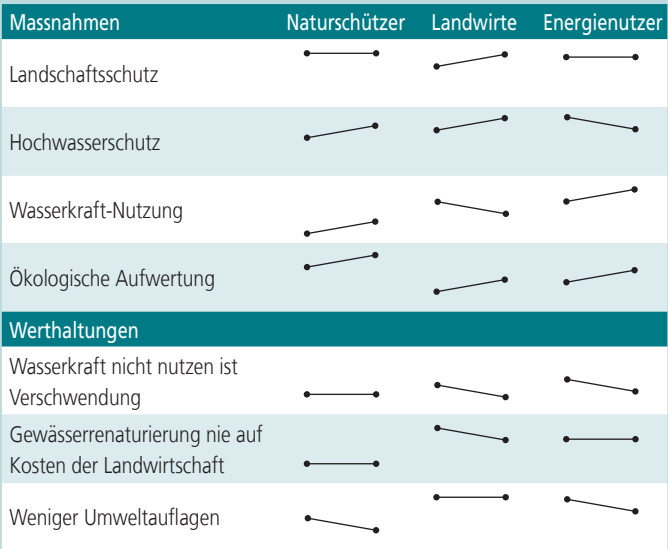 Massnahmen Naturschützer Landwirte Energienutzer
Landschaftsschutz
Hochwasserschutz
Wasserkraft-Nutzung
Ökologische Aufwertung
Werthaltungen
Wasserkraft nicht nutzen ist
Verschwendung
Gewässerrenaturierung nie auf
Kosten der Landwirtschaft
Weniger Umweltauflagen